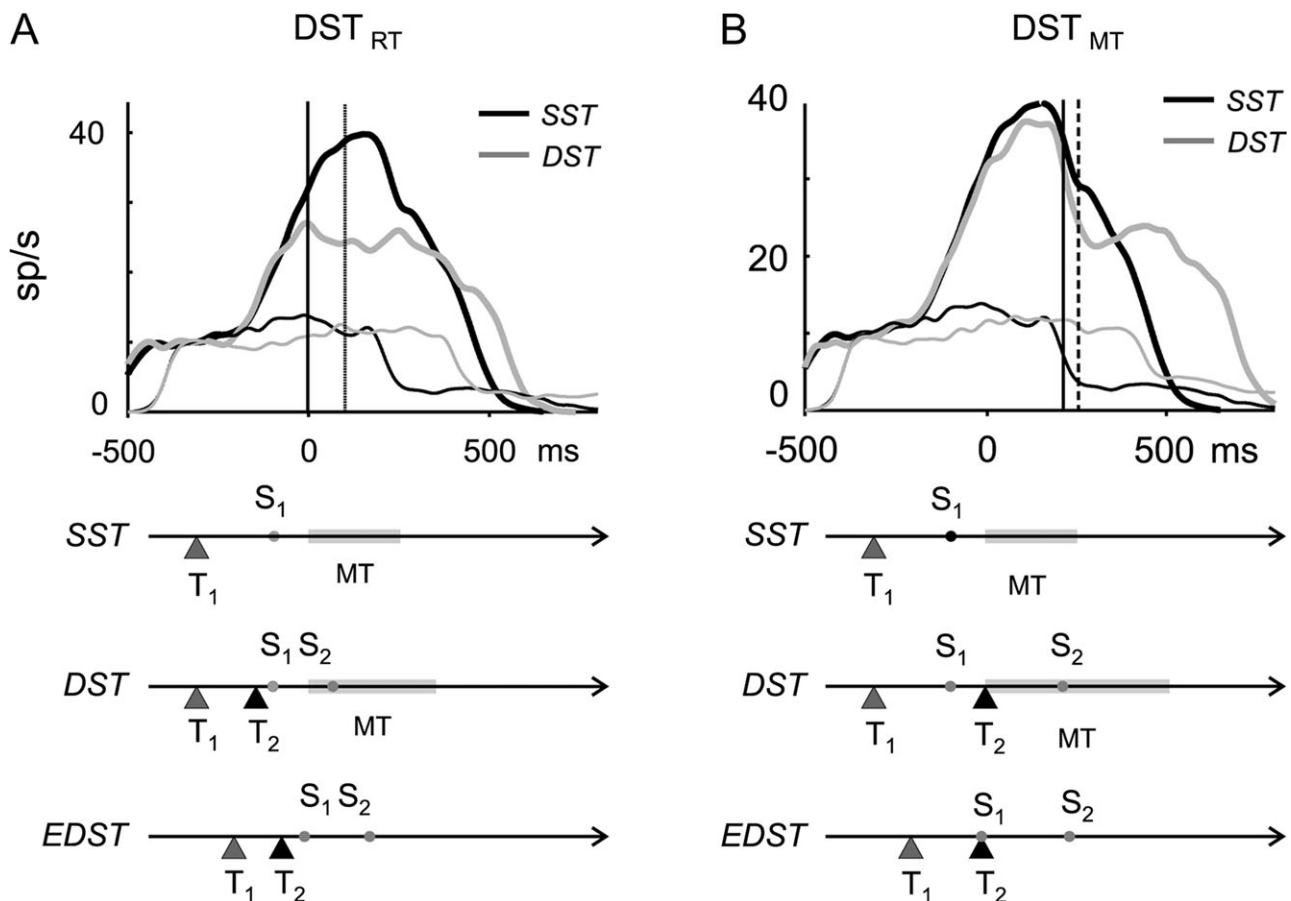 A
DST RT
SST
DST
40
sp/s
0
-500 0 500 ms
SST S1
T1 MT
DST S1 S2
T1 T2 MT
EDST S1 S2
T1 T2
B
DST MT
SST
DST
40
20
0
-500 0 500 ms
SST S1
T1 MT
DST S1 S2
T1 T2 MT
EDST S1 S2
T1 T2